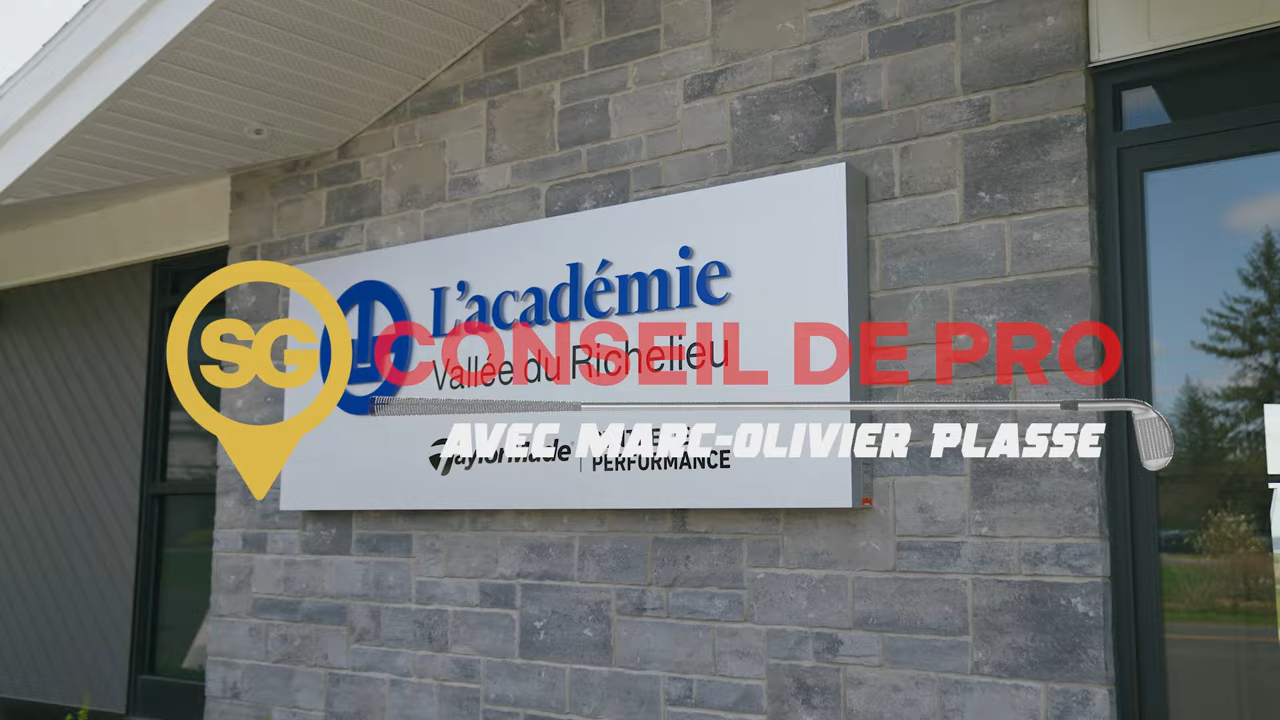 L'académie
Vallée du Richelieu
SG
CONSEIL DE PRO
AVEC MARC-OLIVIER PLASSE
TaylorMade
PERFORMANCE